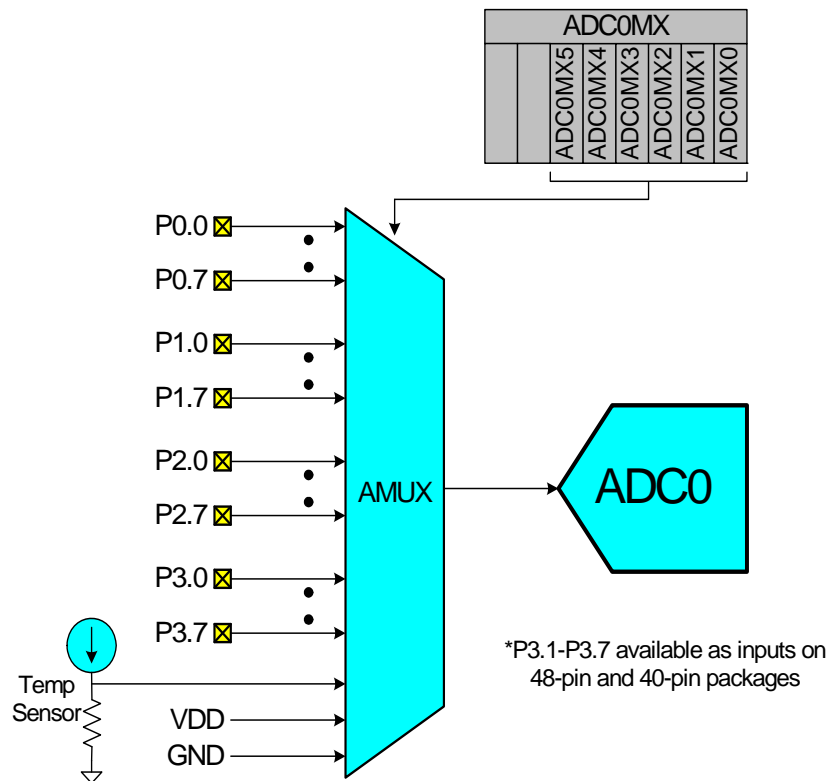 ADC0MX
ADC0MX5
ADC0MX4
ADC0MX3
ADC0MX2
ADC0MX1
ADC0MX0
P0.0
P0.7
P1.0
P1.7
P2.0
P2.7
P3.0
P3.7
AMUX
ADC0
Temp
Sensor
VDD
GND
*P3.1-P3.7 available as inputs on
48-pin and 40-pin packages